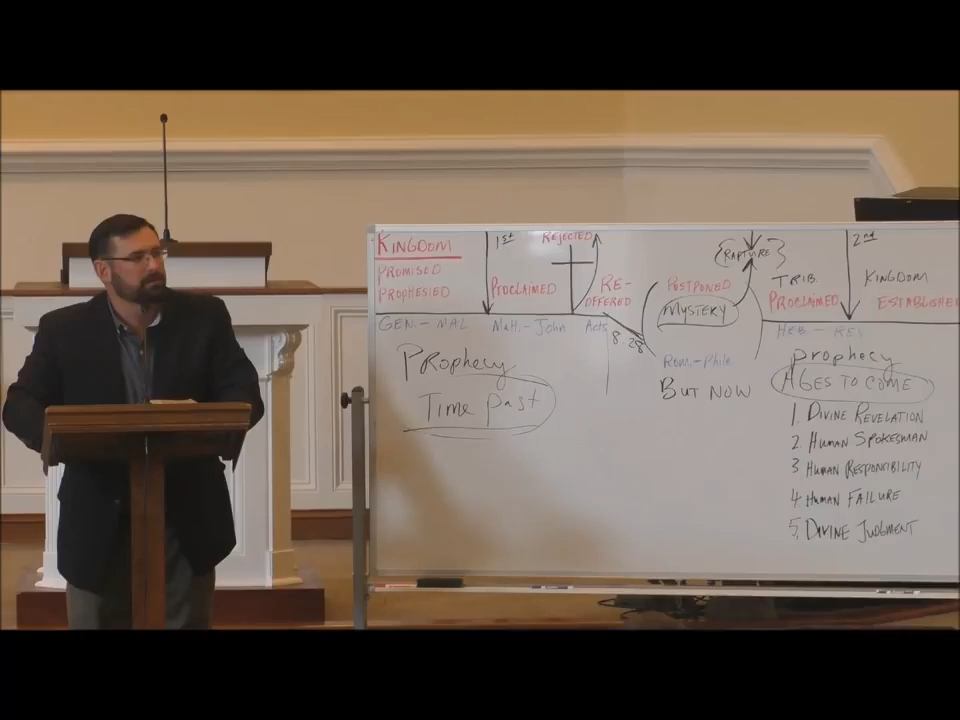 KINGDOM
PROMISED
PROPHESIED
GEN. - MAL
1st
PROCLAIMED
Matt. - John
REJECTED
RE-
OFFERED
Acts
8 28
{RAPTURE}
POSTPONED
MYSTERY
Rom. - Phile
BUT NOW
TRIB.
PROCLAIMED
2nd
KINGDOM
ESTABLISHED
HEB - REV
PROPHECY
Time Past
prophecy
AGES TO COME
1. DIVINE REVELATION
2 HUMAN SPOKESMAN
3 HUMAN RESPONSIBILITY
4. HUMAN FAILURE
5. DIVINE JUDGMENT